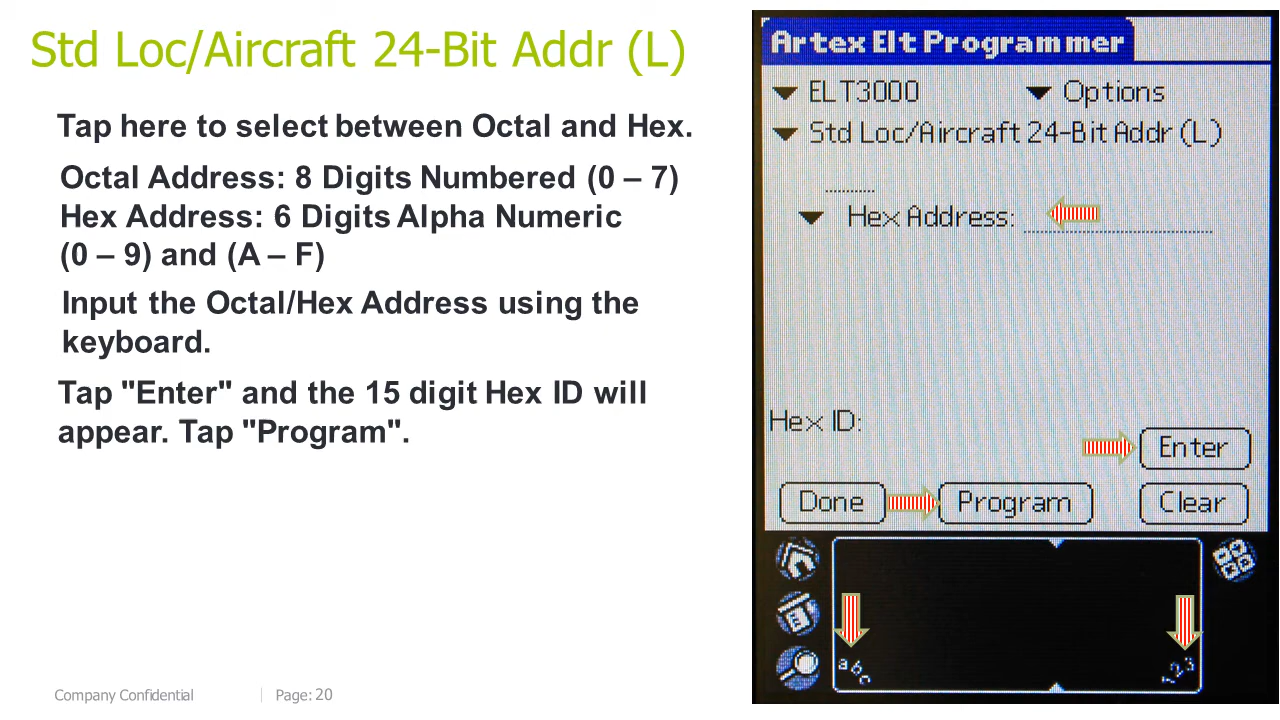 Std Loc/Aircraft 24-Bit Addr (L)
Tap here to select between Octal and Hex.
Octal Address: 8 Digits Numbered (0 – 7)
Hex Address: 6 Digits Alpha Numeric
(0 – 9) and (A – F)
Input the Octal/Hex Address using the
keyboard.
Tap "Enter" and the 15 digit Hex ID will
appear. Tap "Program".
Company Confidential
Page: 20
Artex Elt Programmer
ELT3000
Options
Std Loc/Aircraft 24-Bit Addr (L)
Hex Address:
Hex ID:
Enter
Done
Program
Clear
abc
123